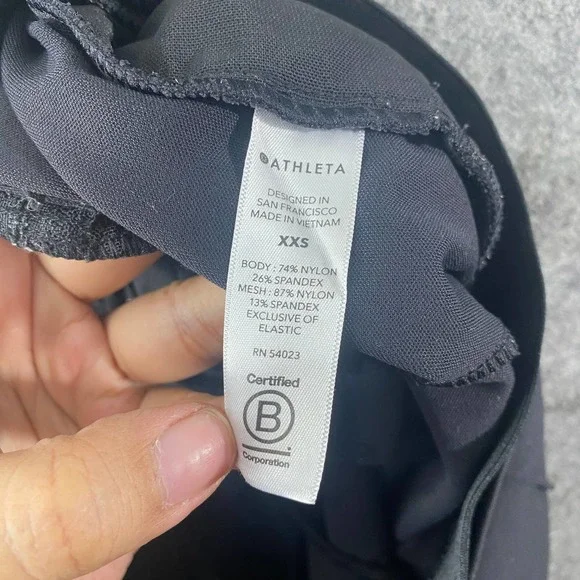 ATHLETA
DESIGNED IN
SAN FRANCISCO
MADE IN VIETNAM
XXS
BODY : 74% NYLON
26% SPANDEX
MESH : 87% NYLON
13% SPANDEX
EXCLUSIVE OF
ELASTIC
RN 54023
Certified
B
Corporation